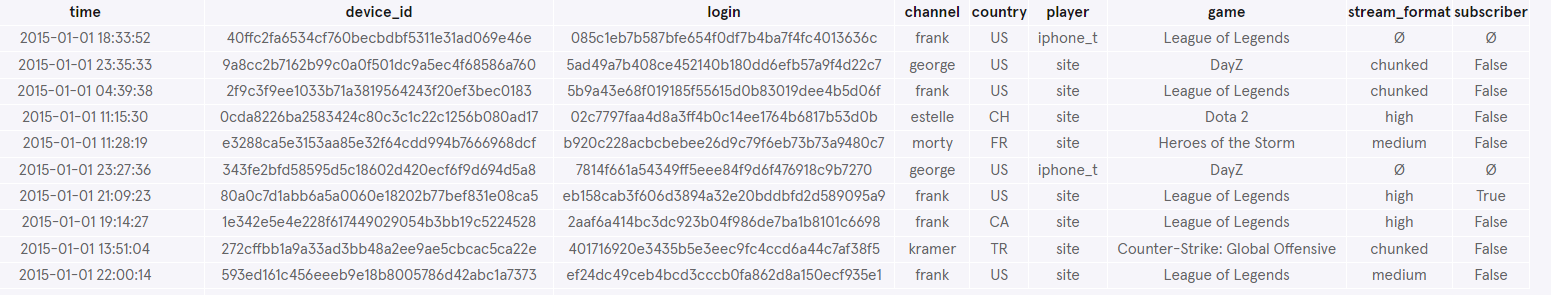 time device_id login channel country player game stream_format subscriber
2015-01-01 18:33:52 40ffc2fa6534cf760becbdbf5311e31ad069e46e 085c1eb7b587bfe654f0df7b4ba7f4fc4013636c frank US iphone_t League of Legends Ø Ø
2015-01-01 23:35:33 9a8cc2b7162b99c0a0f501dc9a5ec4f68586a760 5ad49a7b408ce452140b180dd6efb57a9f4d22c7 george US site DayZ chunked False
2015-01-01 04:39:38 2f9c3f9ee1033b71a3819564243f20ef3bec0183 5b9a43e68f019185f55615d0b83019dee4b5d06f frank US site League of Legends chunked False
2015-01-01 11:15:30 0cda8226ba2583424c80c3c1c22c1256b080ad17 02c7797faa4d8a3ff4b0c14ee1764b6817b53d0b estelle CH site Dota 2 high False
2015-01-01 11:28:19 e3288ca5e3153aa85e32f64cdd994b7666968dcf b920c228acbcbebee26d9c79f6eb73b73a9480c7 morty FR site Heroes of the Storm medium False
2015-01-01 23:27:36 343fe2bfd58595d5c18602d420ecf6f9d694d5a8 7814f661a54349ff5eee84f9d6f476918c9b7270 george US iphone_t DayZ Ø Ø
2015-01-01 21:09:23 80a0c7d1abb6a5a0060e18202b77bef831e08ca5 eb158cab3f606d3894a32e20bddbfd2d589095a9 frank US site League of Legends high True
2015-01-01 19:14:27 1e342e5e4e228f617449029054b3bb19c5224528 2aaf6a414bc3dc923b04f986de7ba1b8101c6698 frank CA site League of Legends high False
2015-01-01 13:51:04 272cffbb1a9a33ad3bb48a2ee9ae5cbcac5ca22e 401716920e3435b5e3eec9fc4ccd6a44c7af38f5 kramer TR site Counter-Strike: Global Offensive chunked False
2015-01-01 22:00:14 593ed161c456eeeb9e18b8005786d42abc1a7373 ef24dc49ceb4bcd3cccb0fa862d8a150ecf935e1 frank US site League of Legends medium False